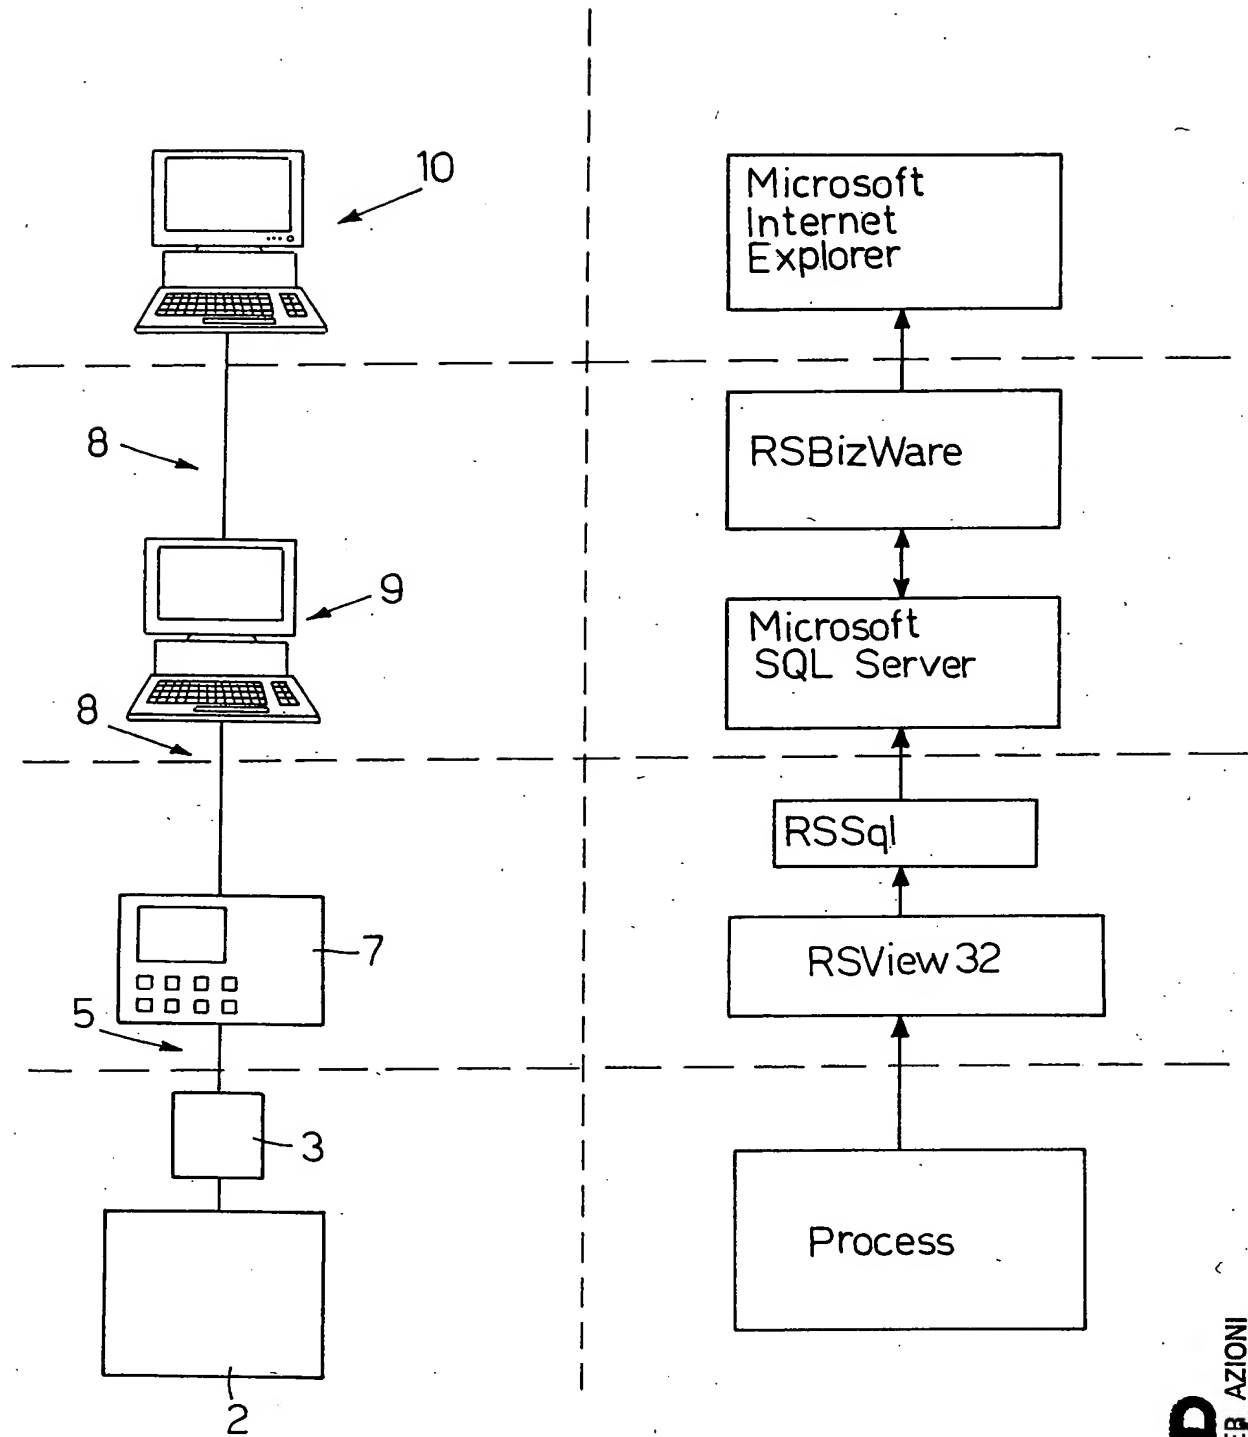 10
Microsoft
Internet
Explorer
8
RSBizWare
9
Microsoft
SQL Server
8
RSSql
7
RSView32
5
3
Process
2
AZIONI